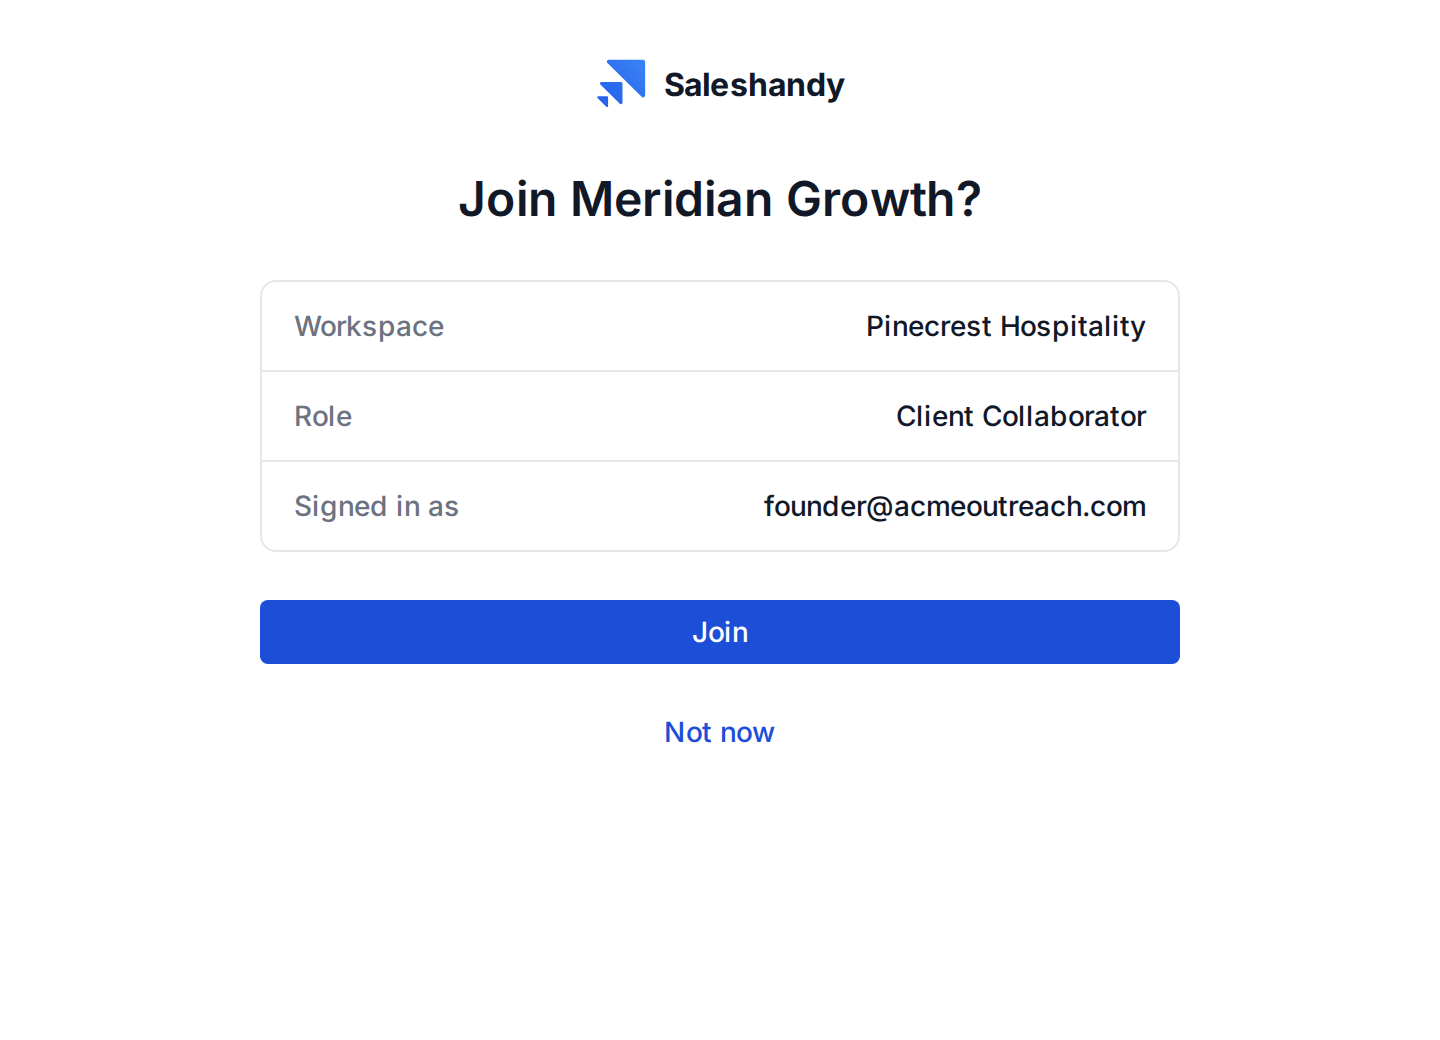 Saleshandy
Join Meridian Growth?
Workspace Pinecrest Hospitality
Role Client Collaborator
Signed in as founder@acmeoutreach.com
Join
Not now